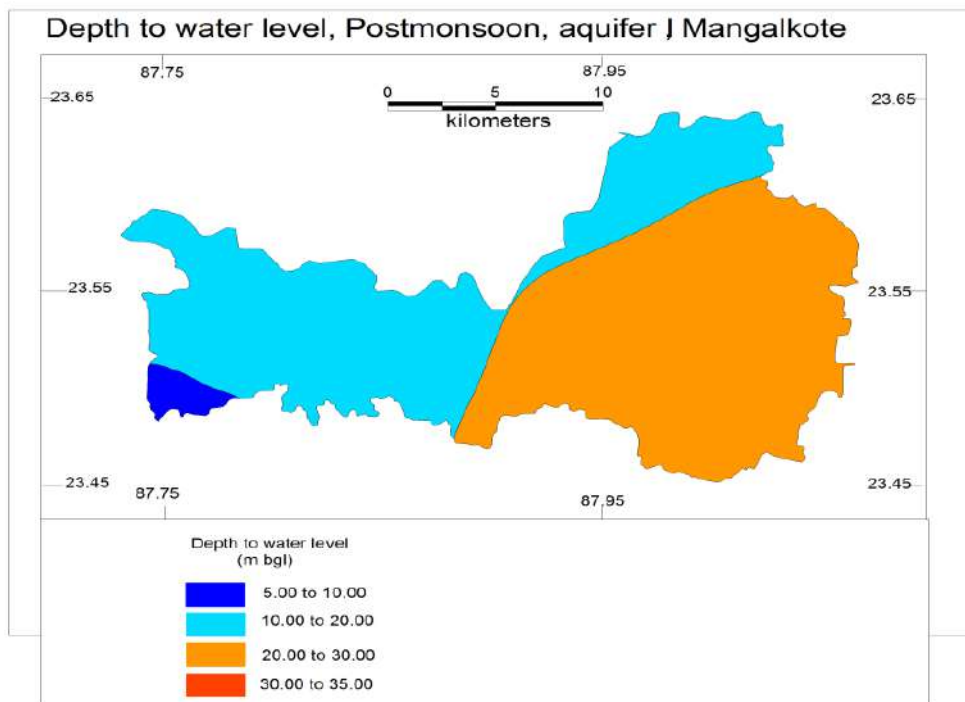 Depth to water level, Postmonsoon, aquifer I, Mangalkote
87.75 87.95
23.65 0 5 10 23.65
kilometers
23.55 23.55
23.45 23.45
87.75 87.95
Depth to water level
(m bgl)
5.00 to 10.00
10.00 to 20.00
20.00 to 30.00
30.00 to 35.00